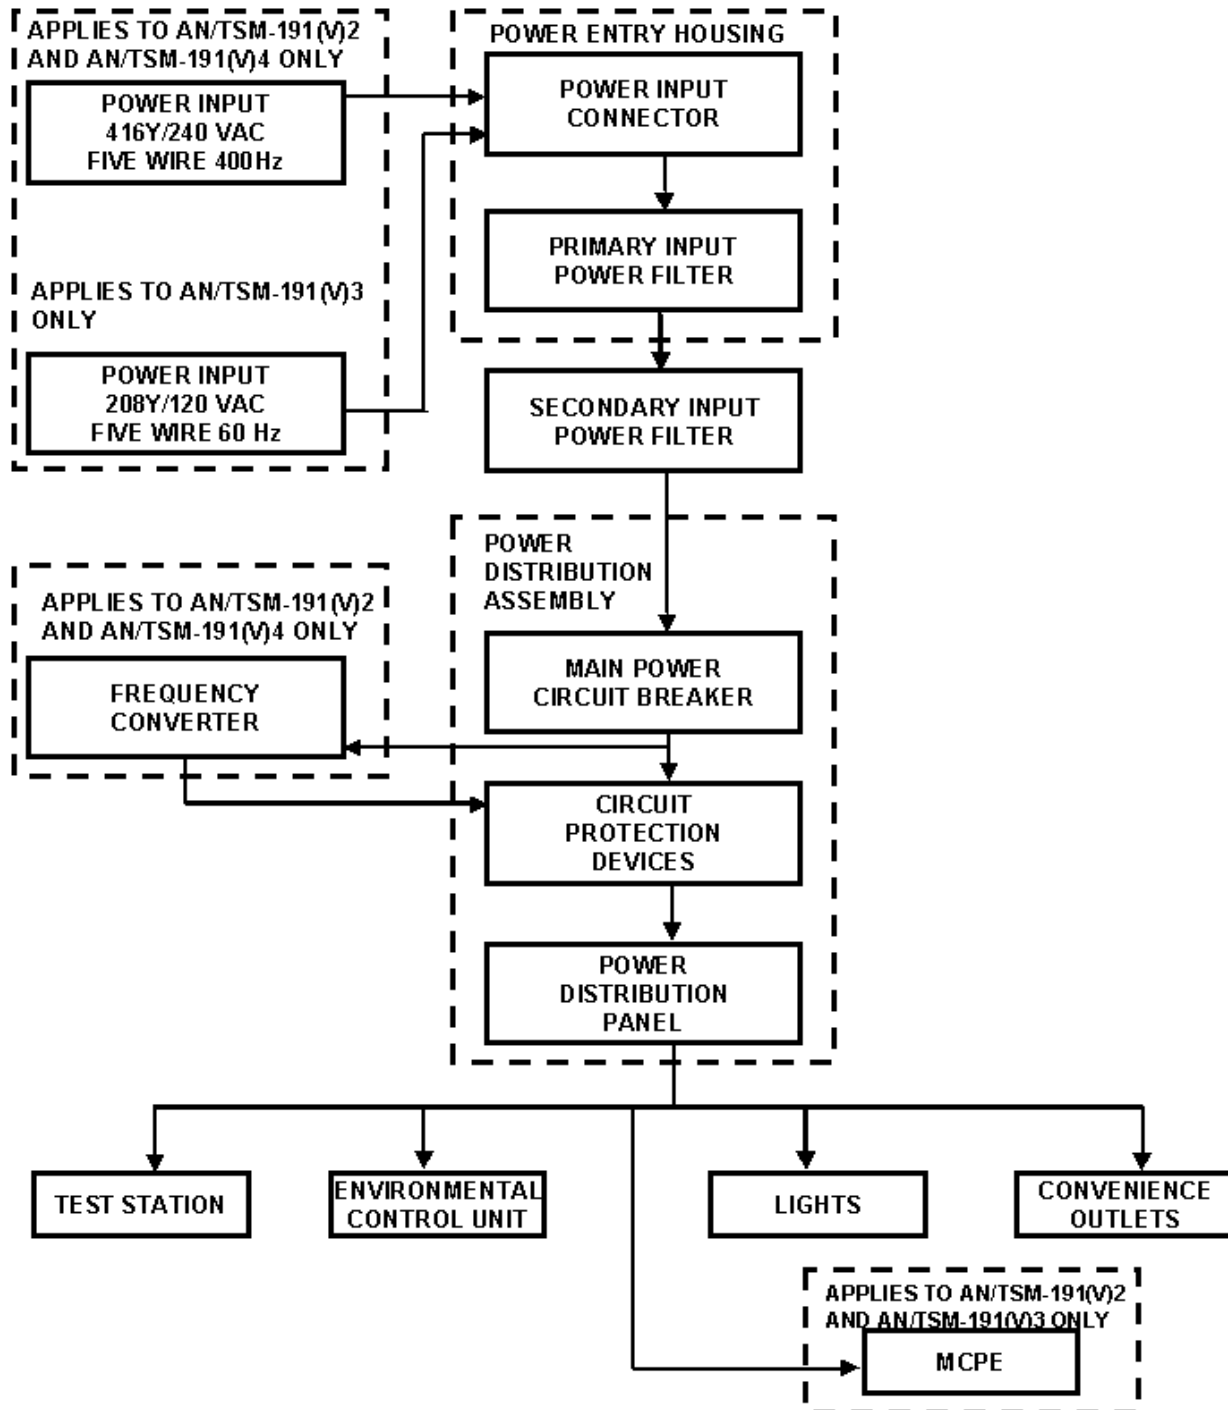 APPLIES TO AN/TSM-191(V)2
AND AN/TSM-191(V)4 ONLY
POWER INPUT
416Y/240 VAC
FIVE WIRE 400Hz
APPLIES TO AN/TSM-191(V)3
ONLY
POWER INPUT
208Y/120 VAC
FIVE WIRE 60 Hz
POWER ENTRY HOUSING
POWER INPUT
CONNECTOR
PRIMARY INPUT
POWER FILTER
SECONDARY INPUT
POWER FILTER
POWER
DISTRIBUTION
ASSEMBLY
MAIN POWER
CIRCUIT BREAKER
APPLIES TO AN/TSM-191(V)2
AND AN/TSM-191(V)4 ONLY
FREQUENCY
CONVERTER
CIRCUIT
PROTECTION
DEVICES
POWER
DISTRIBUTION
PANEL
TEST STATION
ENVIRONMENTAL
CONTROL UNIT
LIGHTS
CONVENIENCE
OUTLETS
APPLIES TO AN/TSM-191(V)2
AND AN/TSM-191(V)3 ONLY
MCPE